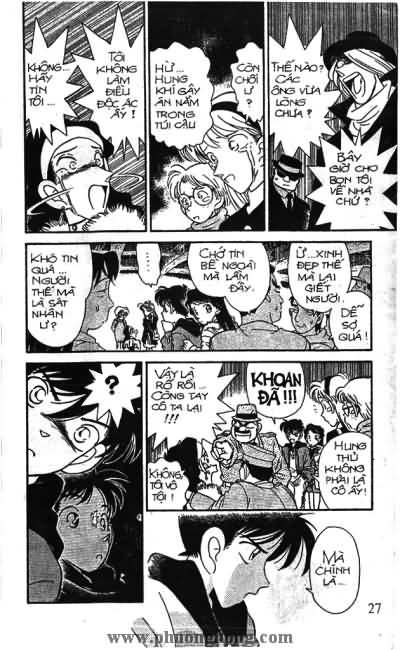 THẾ NÀO?
CÁC
ÔNG VỪA
LÒNG
CHƯA?
BÂY
GIỜ CHO
BỌN TÔI
VỀ NHÀ
CHỨ?
CÒN
CHỐI
Ư?
HỪ...
HUNG
KHÍ GÂY
ÁN NẰM
TRONG
TÚI CẬU
TÔI
KHÔNG
LÀM
ĐIỀU
ĐỘC ÁC
ẤY!
KHÔNG...
HÃY
TIN
TÔI...
Ừ...XINH
ĐẸP THẾ
MÀ LẠI
GIẾT
NGƯỜI.
DỄ
SỢ
QUÁ!
CHỚ TIN
BỀ NGOÀI
MÀ LẦM
ĐẤY.
.....
KHÓ TIN
QUÁ...
NGƯỜI
THẾ MÀ
LÀ SÁT
NHÂN
Ư?
VẬY LÀ
RÕ RỒI...
CÒNG TAY
CÔ TA LẠI
!!!
KHÔNG,
TÔI VÔ
TỘI!
KHOAN
ĐÃ!!!
HUNG
THỦ
KHÔNG
PHẢI LÀ
CÔ ẤY!
?
MÀ
CHÍNH
LÀ...
27
www.phuonglong.com